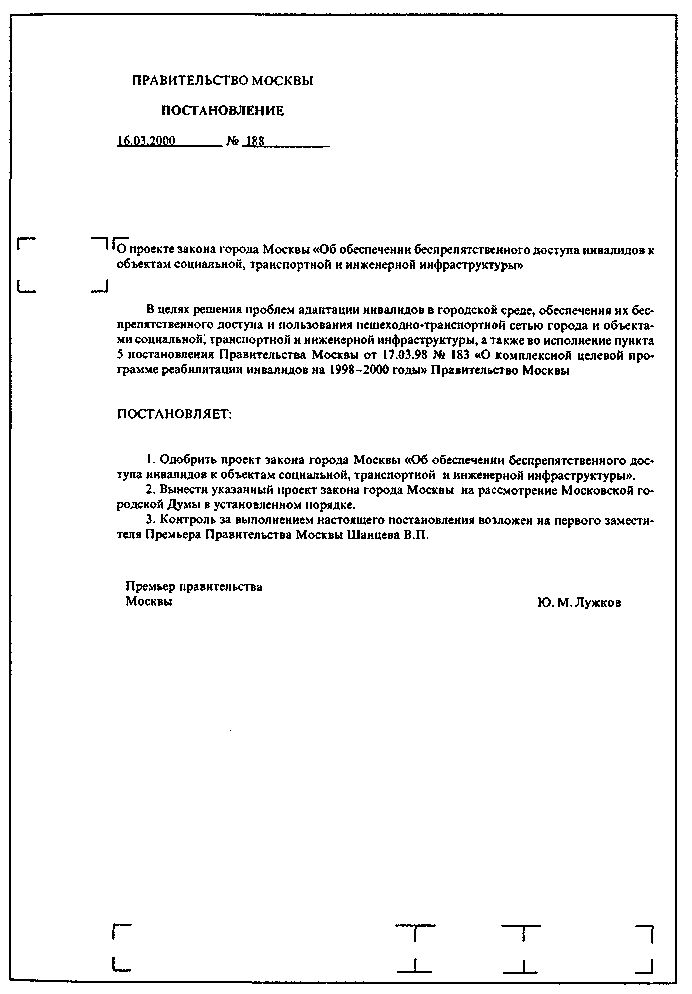 ПРАВИТЕЛЬСТВО МОСКВЫ
ПОСТАНОВЛЕНИЕ
16.03.2000 № 188
О проекте закона города Москвы «Об обеспечении беспрепятственного доступа инвалидов к
объектам социальной, транспортной и инженерной инфраструктуры»
В целях решения проблем адаптации инвалидов в городской среде, обеспечения их бес-
препятственного доступа и пользования пешеходно-транспортной сетью города и объекта-
ми социальной, транспортной и инженерной инфраструктуры, а также во исполнение пункта
5 постановления Правительства Москвы от 17.03.98 № 183 «О комплексной целевой про-
грамме реабилитации инвалидов на 1998–2000 годы» Правительство Москвы
ПОСТАНОВЛЯЕТ:
1. Одобрить проект закона города Москвы «Об обеспечении беспрепятственного дос-
тупа инвалидов к объектам социальной, транспортной и инженерной инфраструктуры».
2. Вынести указанный проект закона города Москвы на рассмотрение Московской го-
родской Думы в установленном порядке.
3. Контроль за выполнением настоящего постановления возложен на первого замести-
теля Премьера Правительства Москвы Шанцева В.П.
Премьер правительства
Москвы Ю. М. Лужков